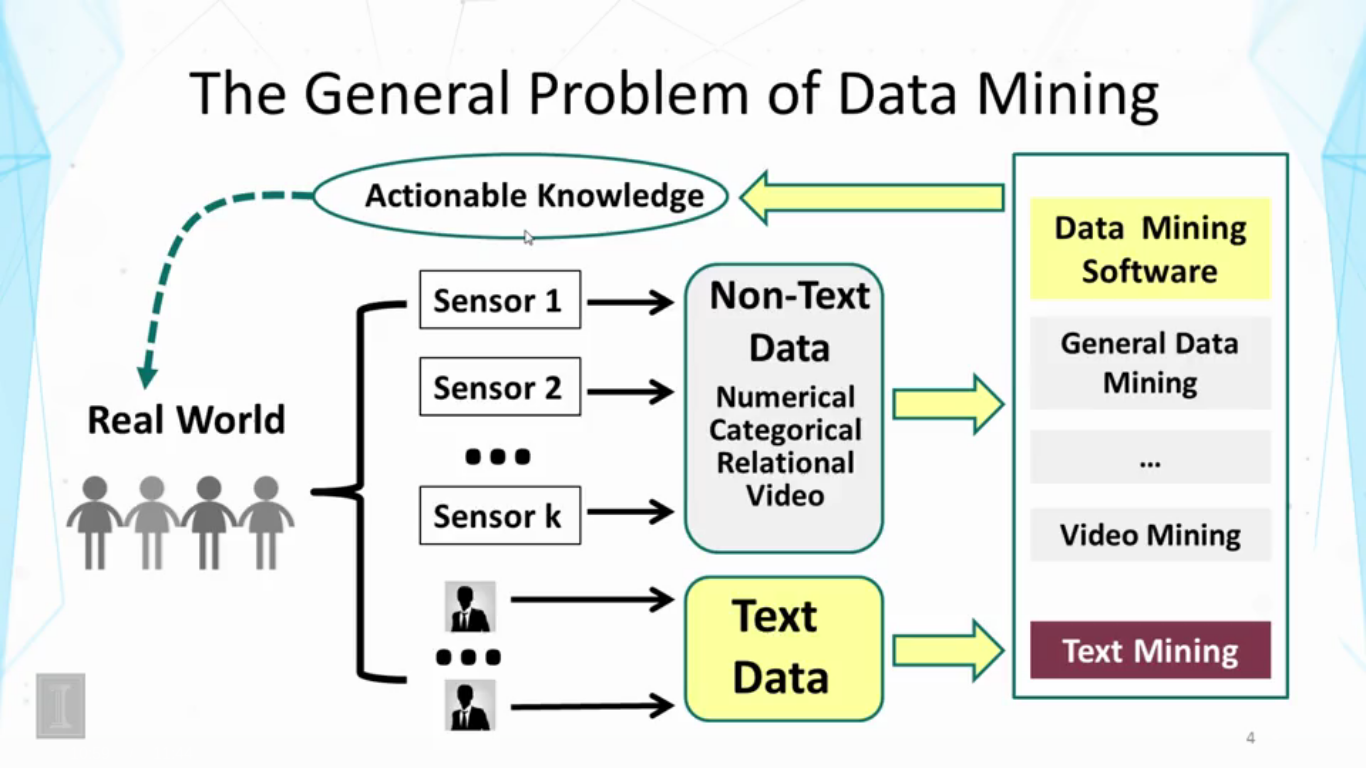 The General Problem of Data Mining
Actionable Knowledge
Real World
Sensor 1
Sensor 2
...
Sensor k
...
Non-Text
Data
Numerical
Categorical
Relational
Video
Text
Data
Data Mining
Software
General Data
Mining
...
Video Mining
Text Mining
I
4